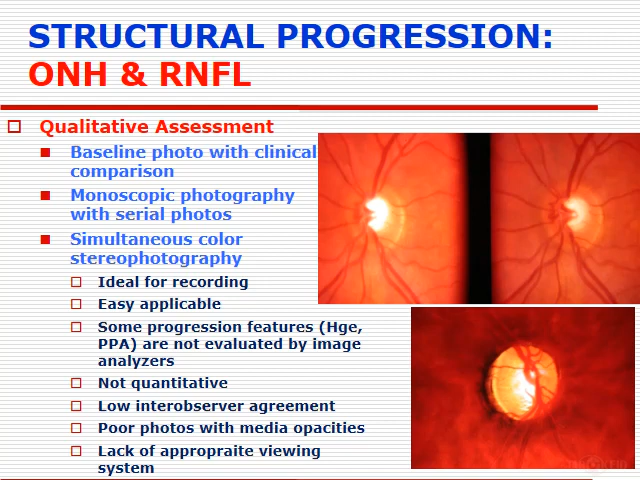 STRUCTURAL PROGRESSION:
ONH & RNFL
Qualitative Assessment
Baseline photo with clinical
comparison
Monoscopic photography
with serial photos
Simultaneous color
stereophotography
Ideal for recording
Easy applicable
Some progression features (Hge,
PPA) are not evaluated by image
analyzers
Not quantitative
Low interobserver agreement
Poor photos with media opacities
Lack of appropraite viewing
system